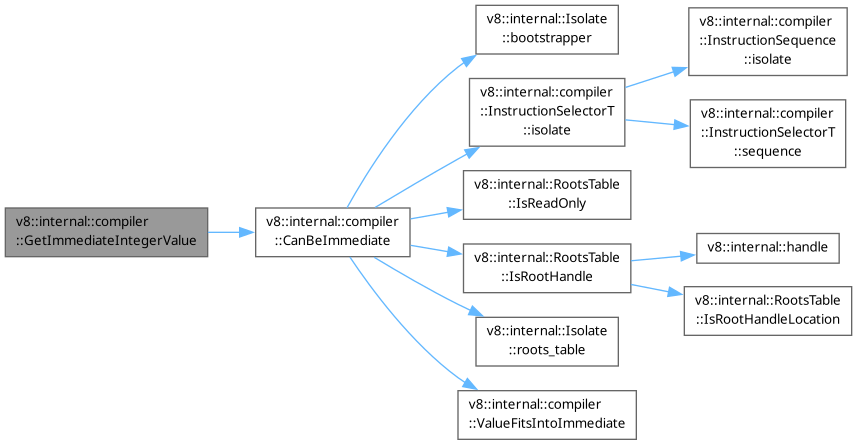 v8::internal::compiler
::GetImmediateIntegerValue
v8::internal::compiler
::CanBeImmediate
v8::internal::Isolate
::bootstrapper
v8::internal::compiler
::InstructionSelectorT
::isolate
v8::internal::compiler
::InstructionSequence
::isolate
v8::internal::compiler
::InstructionSelectorT
::sequence
v8::internal::RootsTable
::IsReadOnly
v8::internal::RootsTable
::IsRootHandle
v8::internal::handle
v8::internal::RootsTable
::IsRootHandleLocation
v8::internal::Isolate
::roots_table
v8::internal::compiler
::ValueFitsIntoImmediate